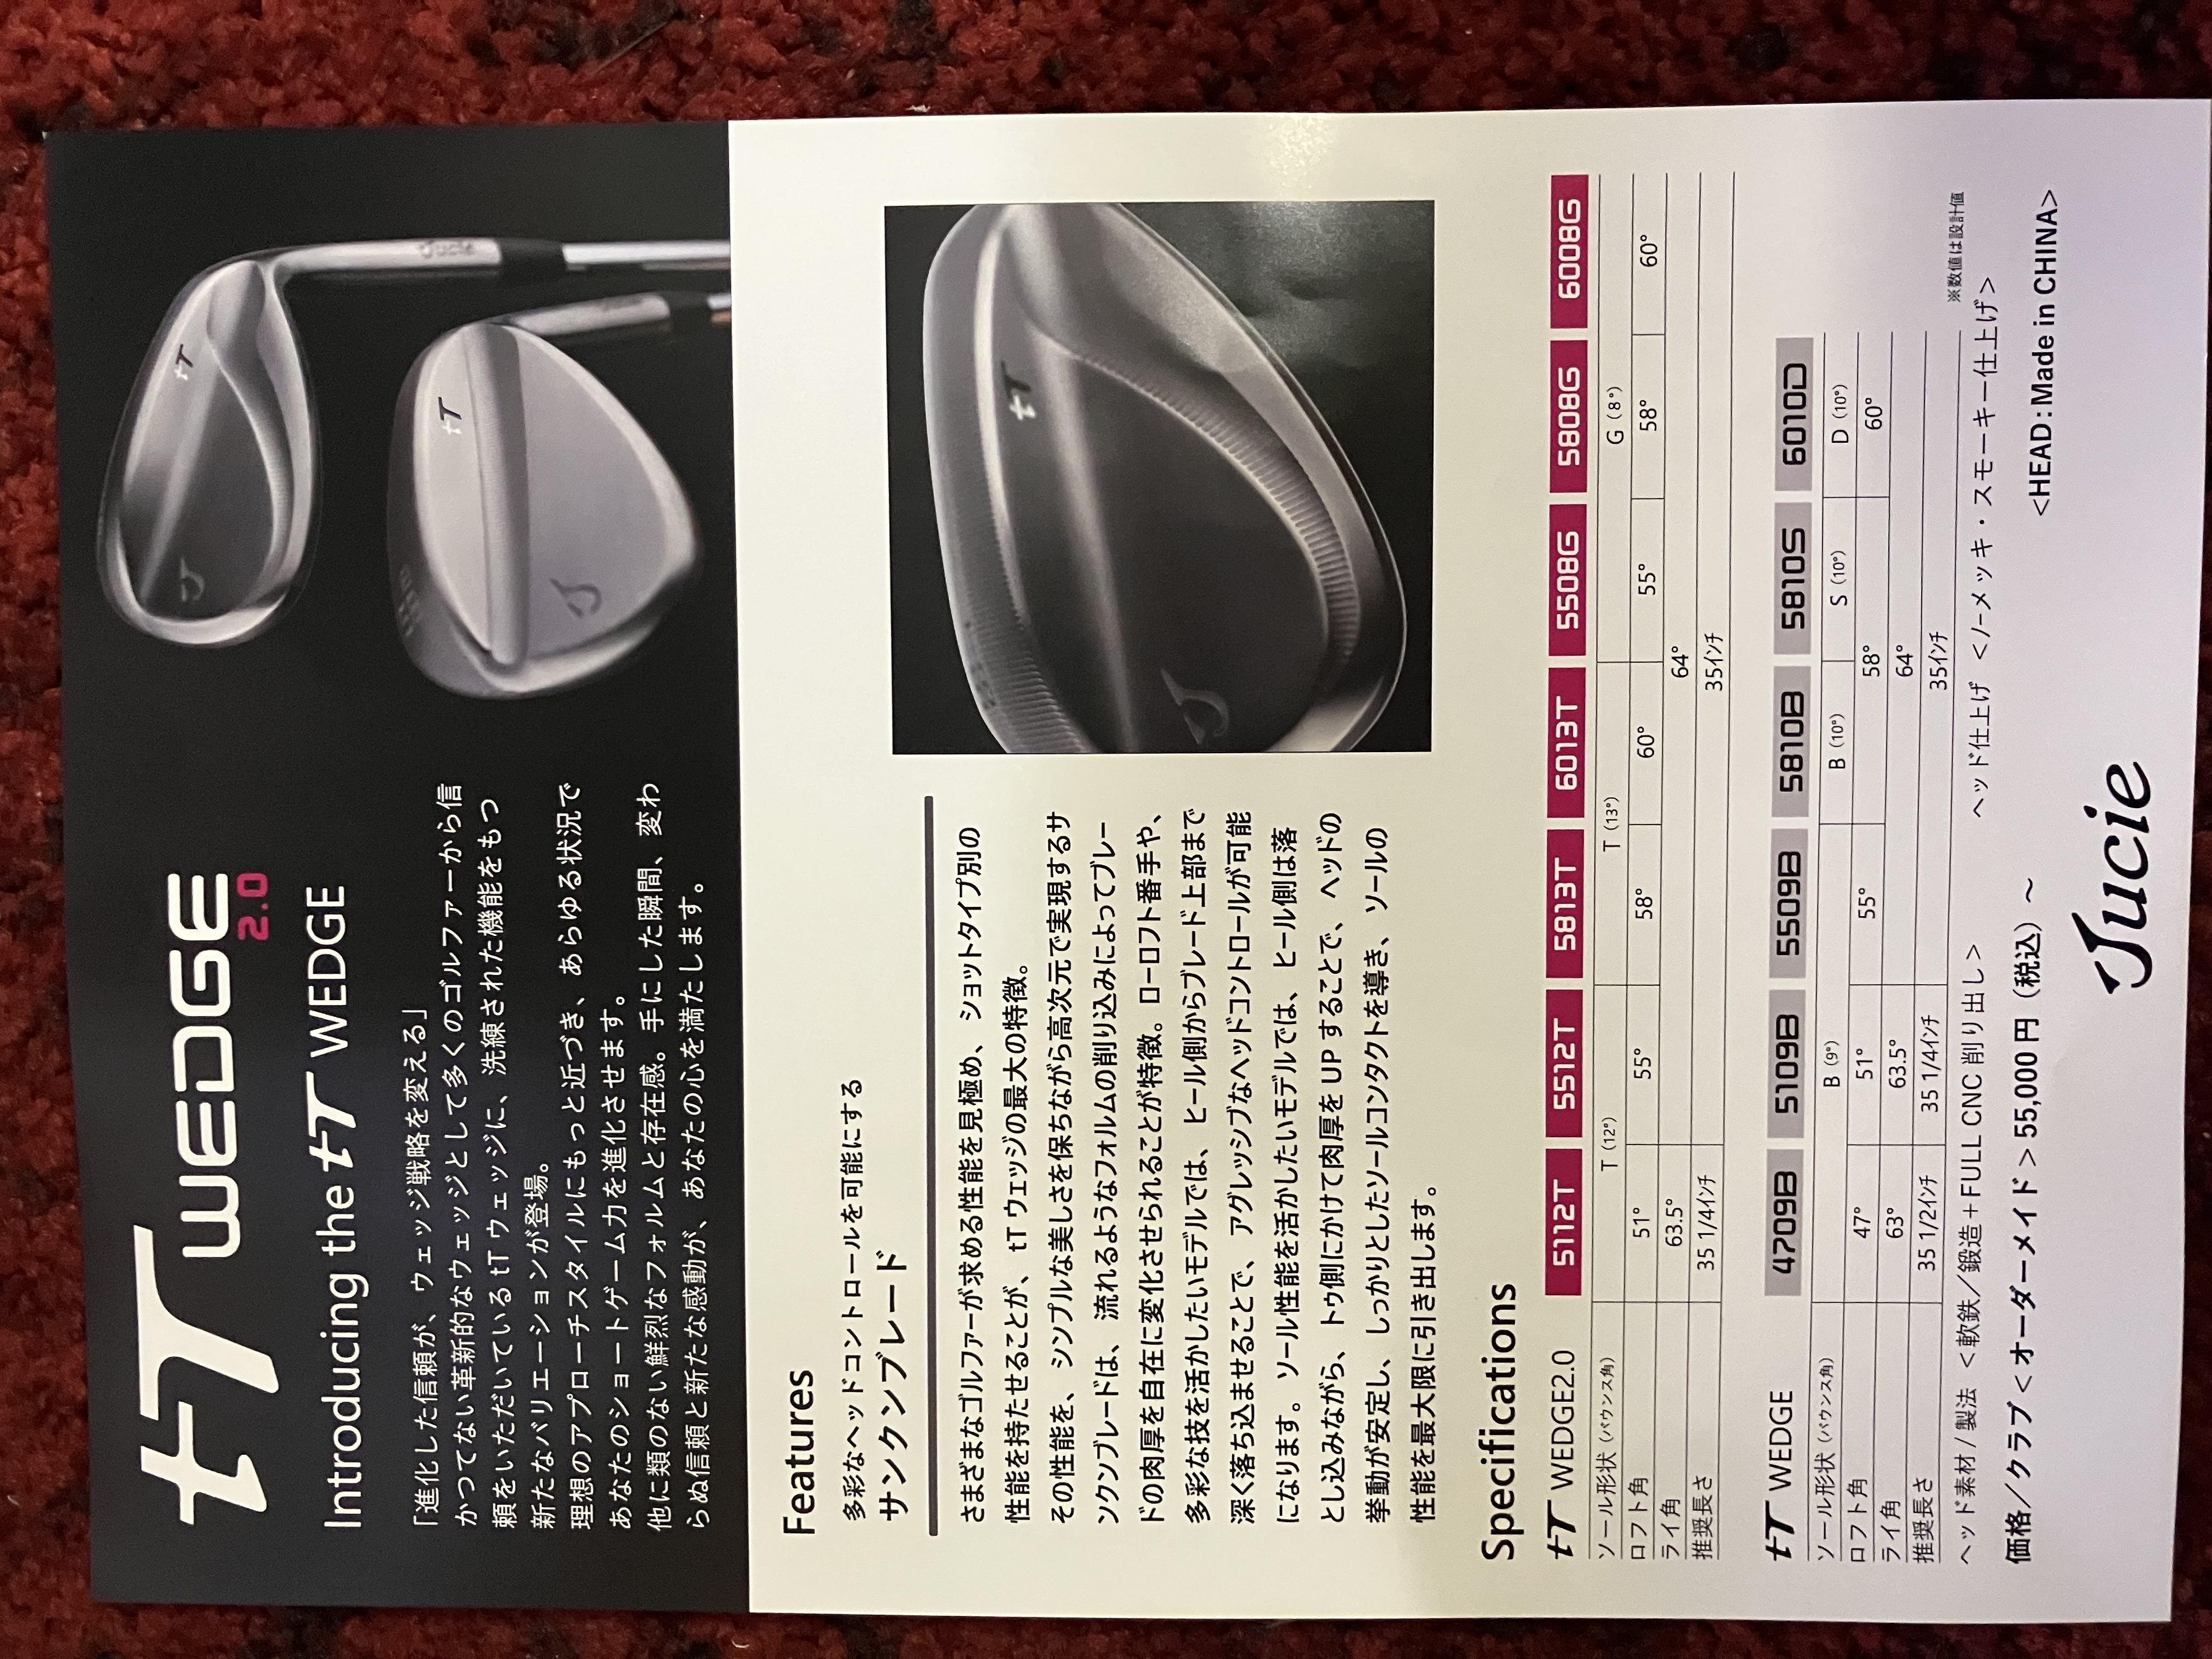 tT WEDGE
2.0
Introducing the tT WEDGE
「進化した信頼が、ウェッジ戦略を変える」
かつてない革新的なウェッジとして多くのゴルファーから信
頼をいただいている tT ウェッジに、洗練された機能をもつ
新たなバリエーションが登場。
理想のアプローチスタイルにもっと近づき、あらゆる状況で
あなたのショートゲーム力を進化させます。
他に類のない鮮烈なフォルムと存在感。手にした瞬間、変わ
らぬ信頼と新たな感動が、あなたの心を満たします。
tT
J
tT
J
Jucie
Features
多彩なヘッドコントロールを可能にする
サンクンブレード
さまざまなゴルファーが求める性能を見極め、 ショットタイプ別の
性能を持たせることが、 tT ウェッジの最大の特徴。
その性能を、 シンプルな美しさを保ちながら高次元で実現するサ
ンクンブレードは、 流れるようなフォルムの削り込みによってブレー
ドの肉厚を自在に変化させられることが特徴。ローロフト番手や、
多彩な技を活かしたいモデルでは、 ヒール側からブレード上部まで
深く落ち込ませることで、 アグレッシブなヘッドコントロールが可能
になります。 ソール性能を活かしたいモデルでは、 ヒール側は落
とし込みながら、 トゥ側にかけて肉厚を UP することで、 ヘッドの
挙動が安定し、 しっかりとしたソールコンタクトを導き、 ソールの
性能を最大限に引き出します。
tT
J
Specifications
tT WEDGE2.0 5112T 5512T 5813T 6013T 5508G 5808G 6008G
ソール形状（バウンス角） T（12°） T（13°） G（8°）
ロフト角 51° 55° 58° 60° 55° 58° 60°
ライ角 63.5° 64°
推奨長さ 35 1/4インチ 35インチ
tT WEDGE 4709B 5109B 5509B 5810B 5810S 6010D
ソール形状（バウンス角） B（9°） B（10°） S（10°） D（10°）
ロフト角 47° 51° 55° 58° 60°
ライ角 63° 63.5° 64°
推奨長さ 35 1/2インチ 35 1/4インチ 35インチ
※数値は設計値
ヘッド素材 / 製法 ＜軟鉄／鍛造＋FULL CNC 削り出し＞ ヘッド仕上げ ＜ノーメッキ・スモーキー仕上げ＞
価格／クラブ＜オーダーメイド＞55,000 円（税込）～
<HEAD：Made in CHINA>
Jucie